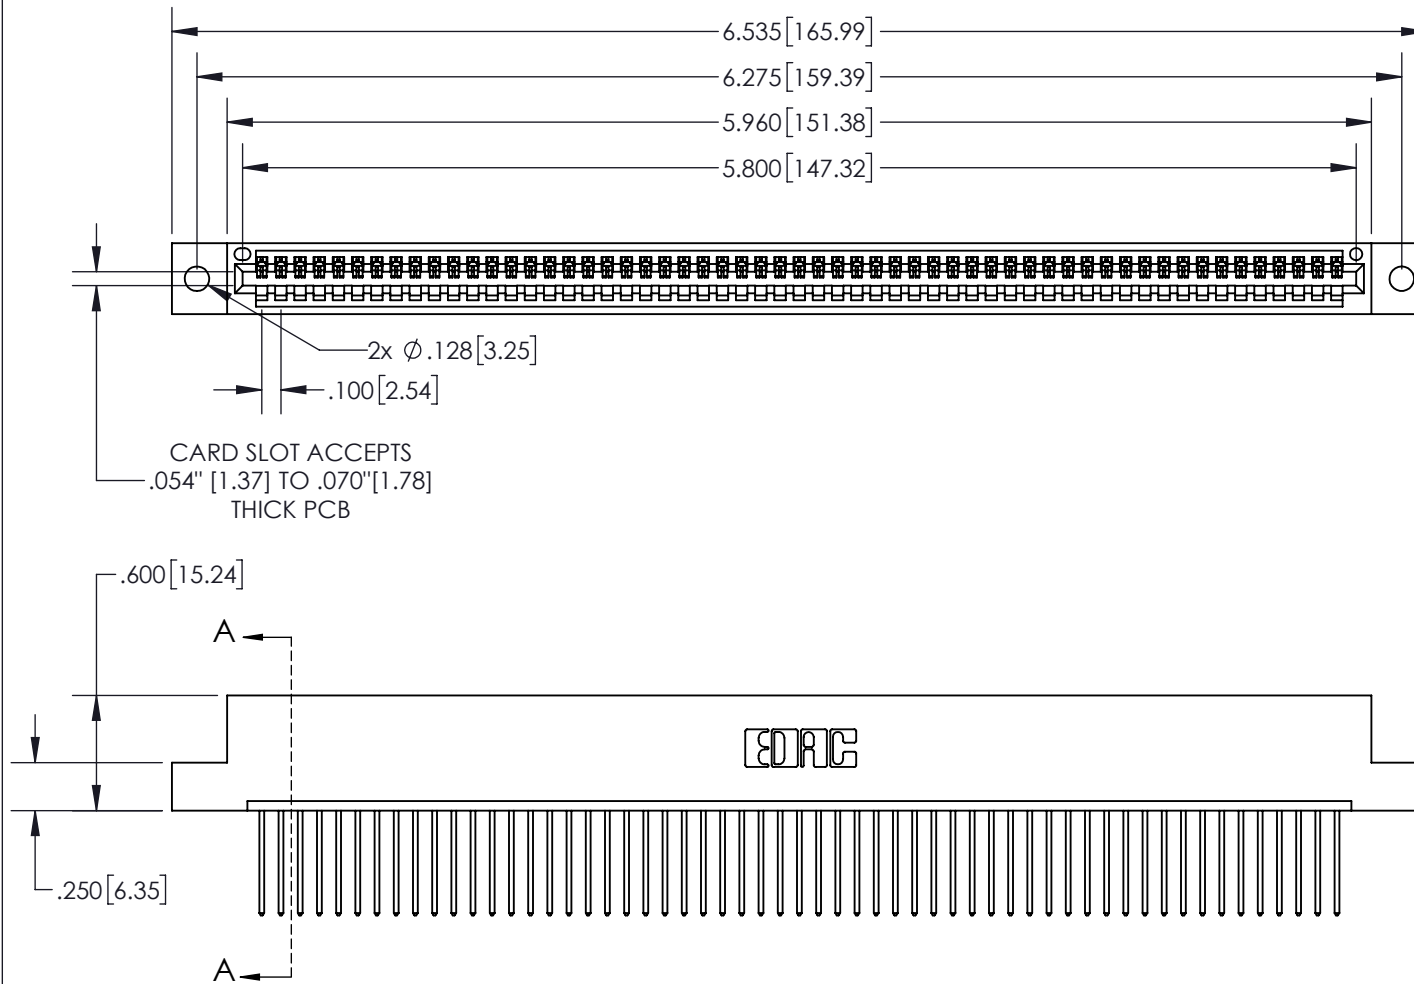 6.535[165.99]
6.275[159.39]
5.960[151.38]
5.800[147.32]
2x Ø.128[3.25]
.100[2.54]
CARD SLOT ACCEPTS
.054" [1.37] TO .070"[1.78]
THICK PCB
.600[15.24]
A
EDAC
.250[6.35]
A